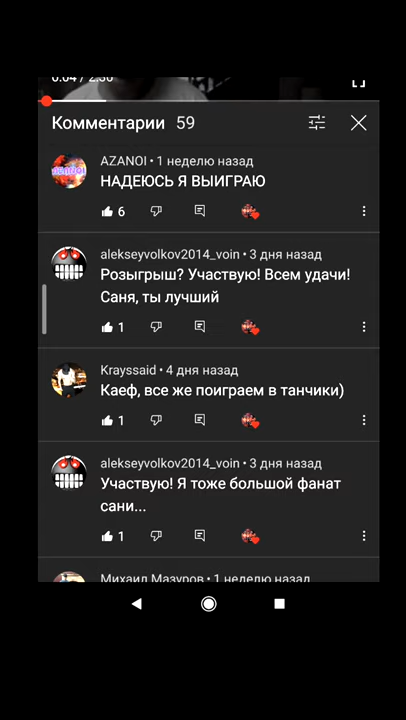 0:04 / 2:36
Комментарии 59
AZANOI • 1 неделю назад
НАДЕЮСЬ Я ВЫИГРАЮ
6
alekseyvolkov2014_voin • 3 дня назад
Розыгрыш? Участвую! Всем удачи!
Саня, ты лучший
1
Krayssaid • 4 дня назад
Каеф, все же поиграем в танчики)
1
alekseyvolkov2014_voin • 3 дня назад
Участвую! Я тоже большой фанат
сани...
1
Михаил Мазуров • 1 неделю назад